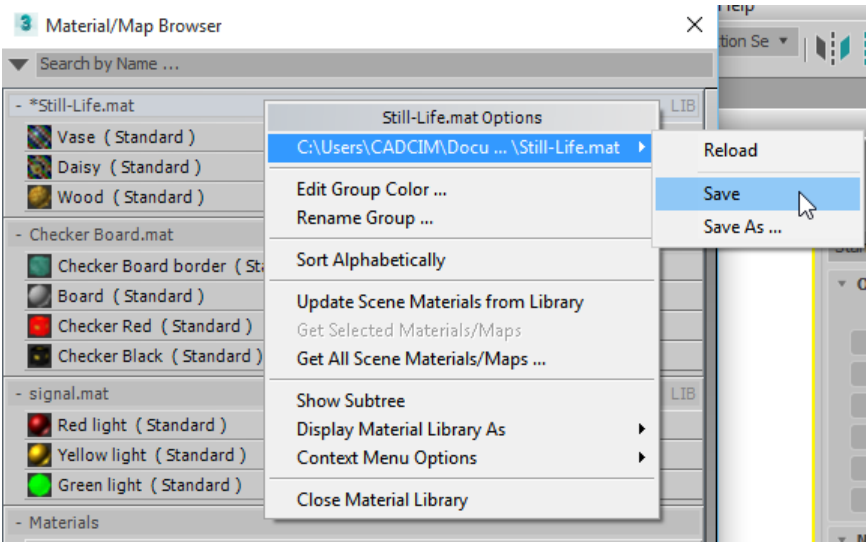 Help
3 Material/Map Browser
tion Se
Search by Name ...
- *Still-Life.mat LIB
Vase ( Standard )
Daisy ( Standard )
Wood ( Standard )
- Checker Board.mat
Checker Board border ( Sta
Board ( Standard )
Checker Red ( Standard )
Checker Black ( Standard )
- signal.mat LIB
Red light ( Standard )
Yellow light ( Standard )
Green light ( Standard )
- Materials
Still-Life.mat Options
C:\Users\CADCIM\Docu ... \Still-Life.mat
Edit Group Color ...
Rename Group ...
Sort Alphabetically
Update Scene Materials from Library
Get Selected Materials/Maps
Get All Scene Materials/Maps ...
Show Subtree
Display Material Library As
Context Menu Options
Close Material Library
Reload
Save
Save As ...